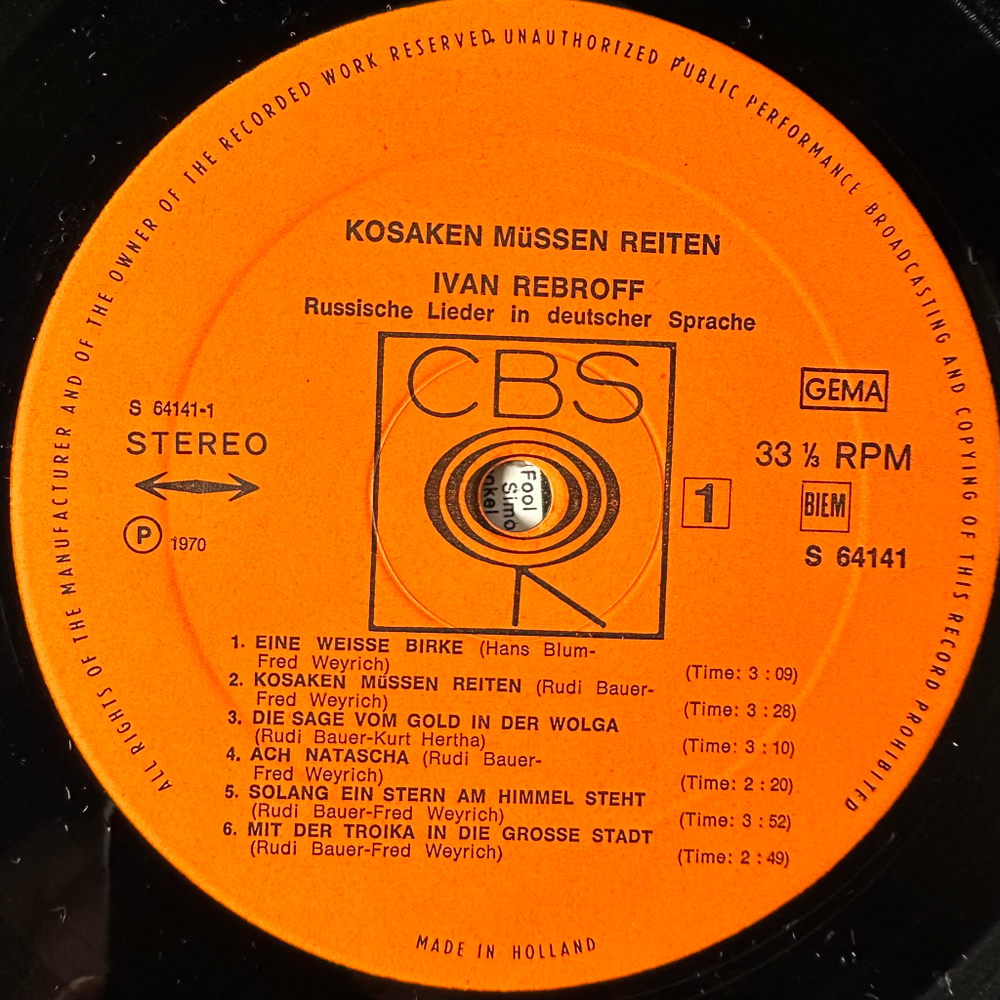 ALL RIGHTS OF THE MANUFACTURER AND OF THE OWNER OF THE RECORDED WORK RESERVED. UNAUTHORIZED PUBLIC PERFORMANCE BROADCASTING AND COPYING OF THIS RECORD PROHIBITED
KOSAKEN MüSSEN REITEN
IVAN REBROFF
Russische Lieder in deutscher Sprache
CBS
GEMA
S 64141-1
STEREO
33 ⅓ RPM
Fool
Simo
nkel
1
BIEM
P 1970
S 64141
1. EINE WEISSE BIRKE (Hans Blum-
Fred Weyrich) (Time: 3 : 09)
2. KOSAKEN MüSSEN REITEN (Rudi Bauer-
Fred Weyrich) (Time: 3 : 28)
3. DIE SAGE VOM GOLD IN DER WOLGA
(Rudi Bauer-Kurt Hertha) (Time: 3 : 10)
4. ACH NATASCHA (Rudi Bauer-
Fred Weyrich) (Time: 2 : 20)
5. SOLANG EIN STERN AM HIMMEL STEHT
(Rudi Bauer-Fred Weyrich) (Time: 3 : 52)
6. MIT DER TROIKA IN DIE GROSSE STADT
(Rudi Bauer-Fred Weyrich) (Time: 2 : 49)
MADE IN HOLLAND